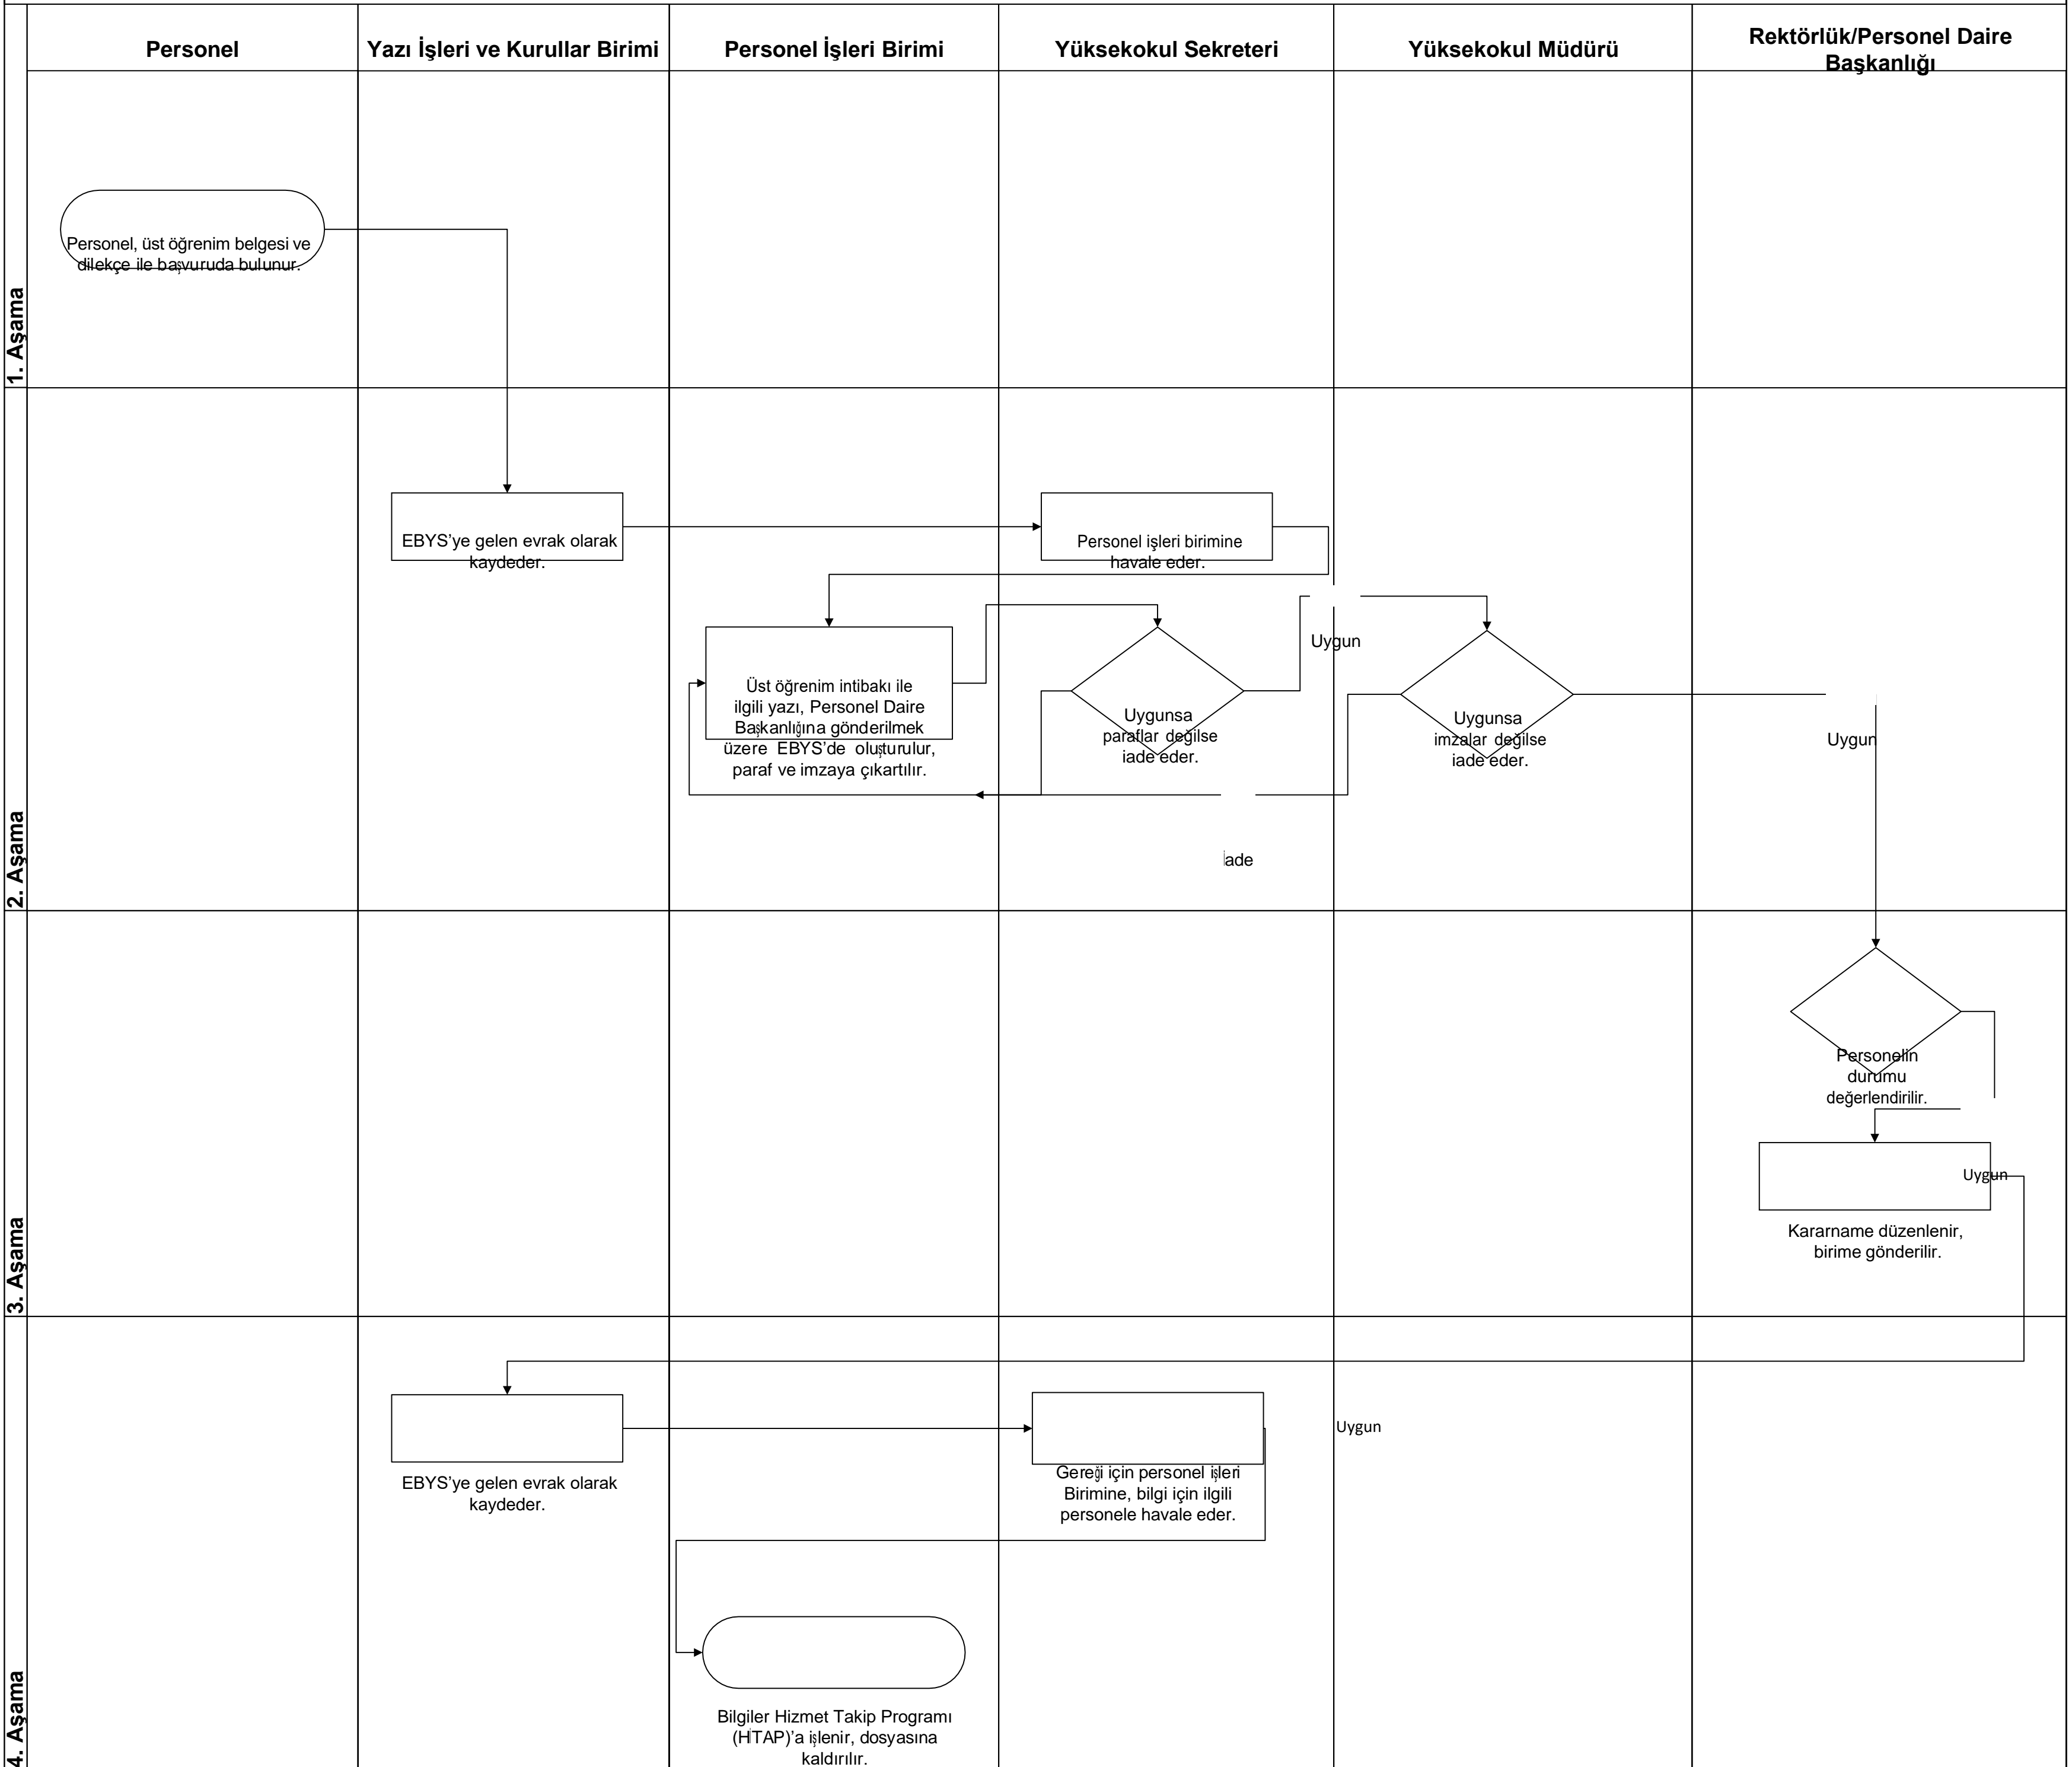 Personel
Yazı İşleri ve Kurullar Birimi
Personel İşleri Birimi
Yüksekokul Sekreteri
Yüksekokul Müdürü
Rektörlük/Personel Daire
Başkanlığı
1. Aşama
Personel, üst öğrenim belgesi ve
dilekçe ile başvuruda bulunur.
2. Aşama
EBYS’ye gelen evrak olarak
kaydeder.
Personel işleri birimine
havale eder.
Üst öğrenim intibakı ile
ilgili yazı, Personel Daire
Başkanlığına gönderilmek
üzere EBYS’de oluşturulur,
paraf ve imzaya çıkartılır.
Uygunsa
paraflar değilse
iade eder.
Uygun
Uygunsa
imzalar değilse
iade eder.
Uygun
İade
3. Aşama
Personelin
durumu
değerlendirilir.
Uygun
Kararname düzenlenir,
birime gönderilir.
4. Aşama
EBYS’ye gelen evrak olarak
kaydeder.
Gereği için personel işleri
Birimine, bilgi için ilgili
personele havale eder.
Uygun
Bilgiler Hizmet Takip Programı
(HİTAP)’a işlenir, dosyasına
kaldırılır.